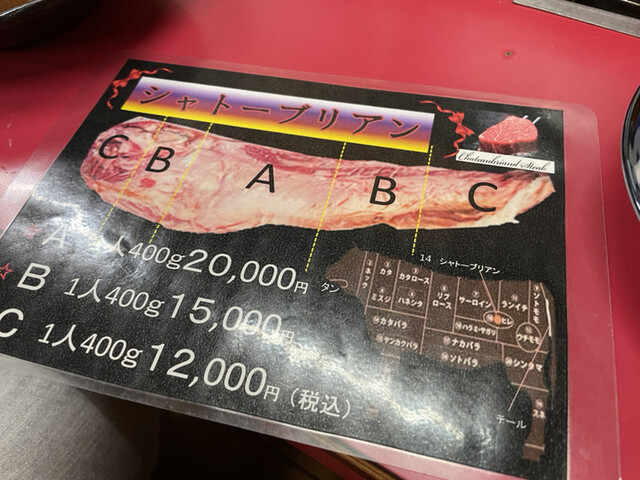 シャトーブリアン
Chateaubriand Steak
C B A B C
A 1人400g 20,000円
☆B 1人400g 15,000円
C 1人400g 12,000円(税込)
14 シャトーブリアン
タン
ネック
カタ
カタロース
ミスジ
ハネシタ
リブロース
サーロイン
ランイチ
ソトモモ
ヒレ
カタバラ
ハラミ・サガリ
ウチモモ
サンカクバラ
ナカバラ
ソトバラ
シンタマ
スネ
テール